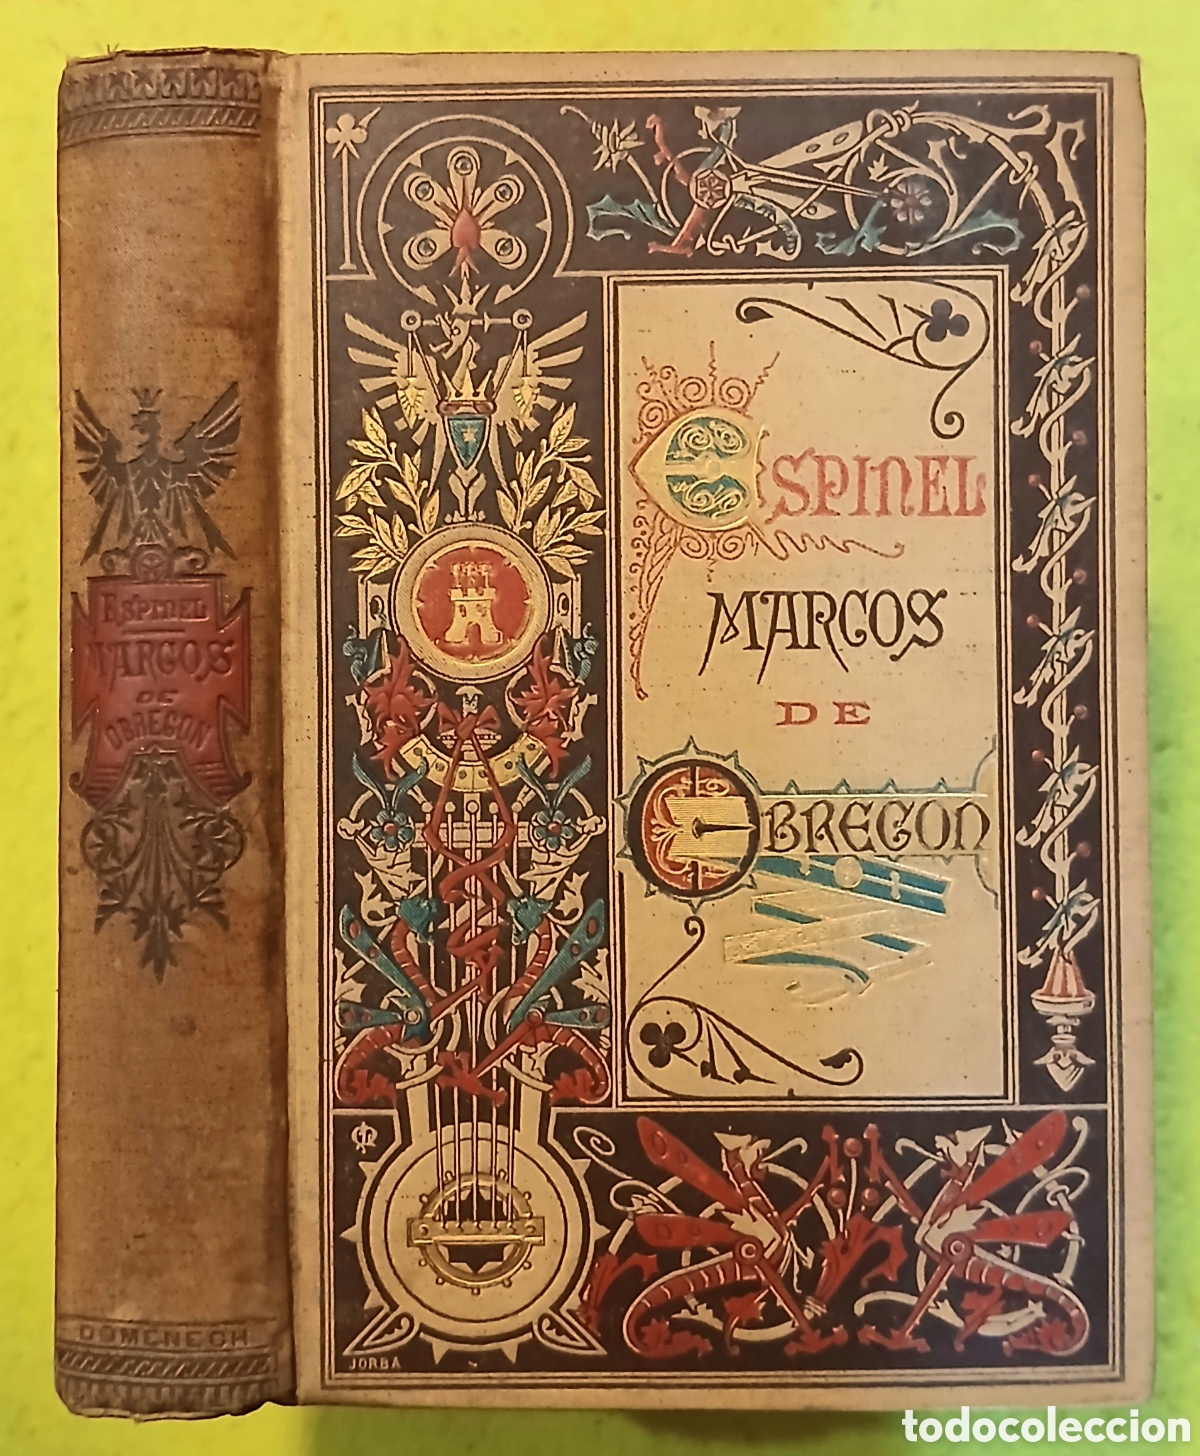 ESPINEL
MARCOS
DE
OBREGON
DOMENECH
ESPINEL
MARCOS
DE
OBREGON
JORBA
todocoleccion